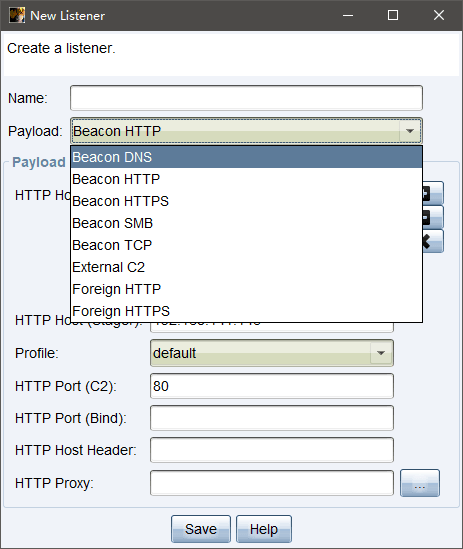 New Listener
Create a listener.
Name:
Payload: Beacon HTTP
Beacon DNS
Beacon HTTP
Beacon HTTPS
Beacon SMB
Beacon TCP
External C2
Foreign HTTP
Foreign HTTPS
Payload
HTTP
HTTP Host (Stager):
Profile: default
HTTP Port (C2): 80
HTTP Port (Bind):
HTTP Host Header:
HTTP Proxy: ...
Save Help